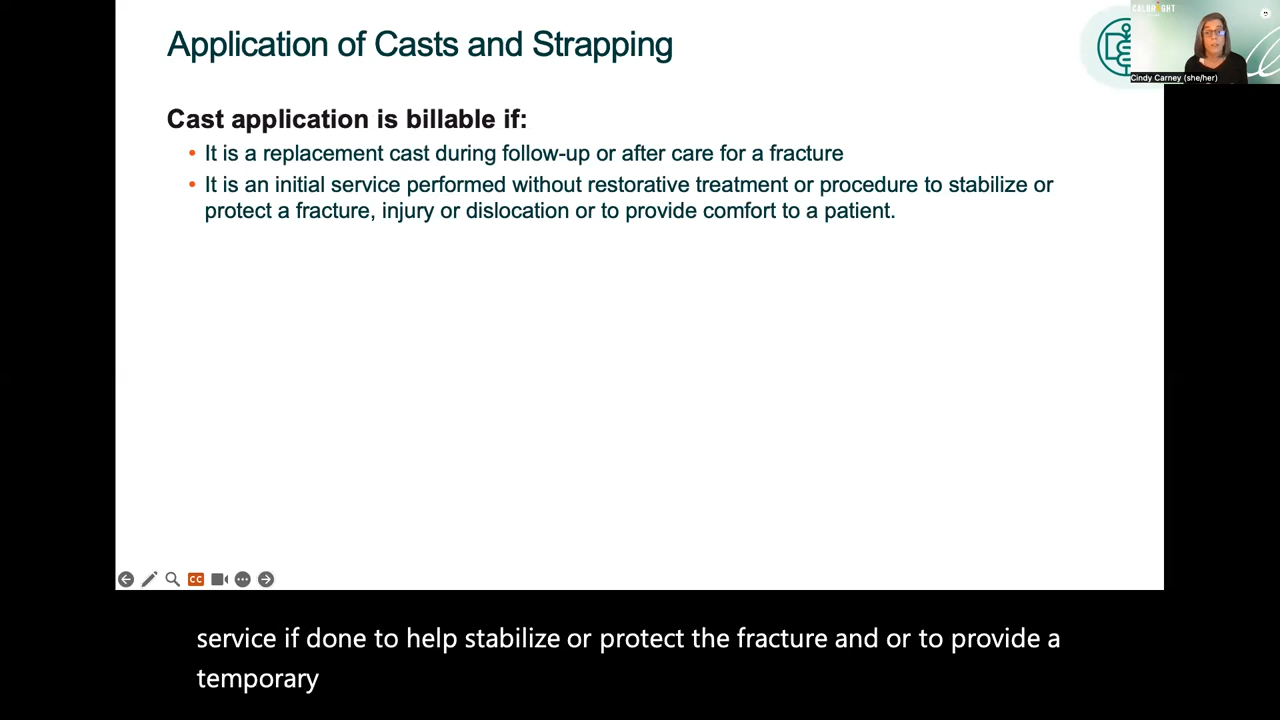 Application of Casts and Strapping
CALBRIGHT
Cindy Carney (she/her)
Cast application is billable if:
• It is a replacement cast during follow-up or after care for a fracture
• It is an initial service performed without restorative treatment or procedure to stabilize or
protect a fracture, injury or dislocation or to provide comfort to a patient.
CC
service if done to help stabilize or protect the fracture and or to provide a
temporary